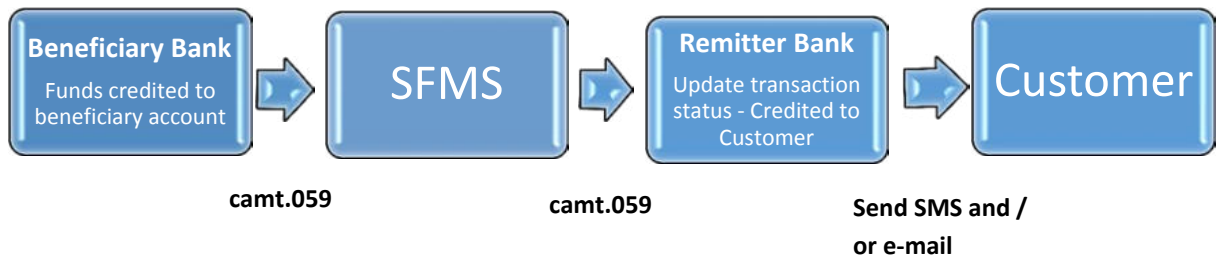 Beneficiary Bank
Funds credited to
beneficiary account
SFMS
Remitter Bank
Update transaction
status - Credited to
Customer
Customer
camt.059
camt.059
Send SMS and /
or e-mail